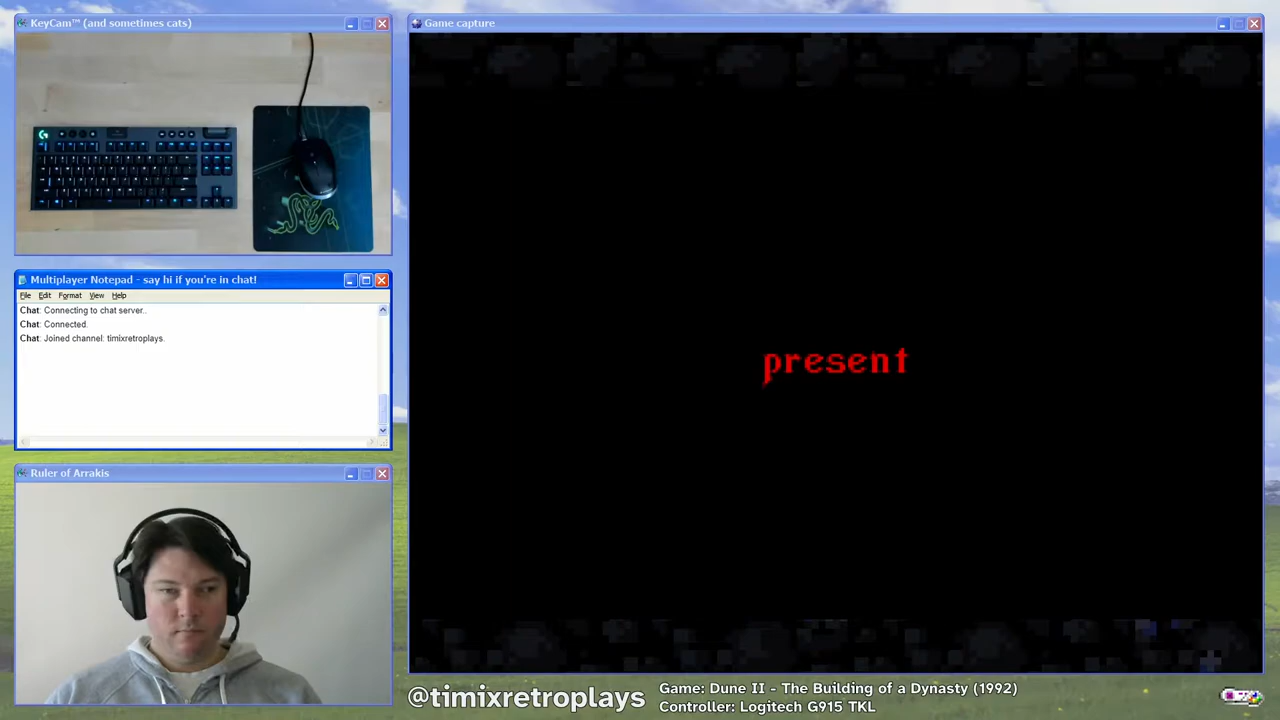 KeyCam™ (and sometimes cats)
Game capture
present
Multiplayer Notepad - say hi if you're in chat!
File Edit Format View Help
Chat: Connecting to chat server..
Chat: Connected.
Chat: Joined channel: timixretroplays.
Ruler of Arrakis
@timixretroplays
Game: Dune II - The Building of a Dynasty (1992)
Controller: Logitech G915 TKL